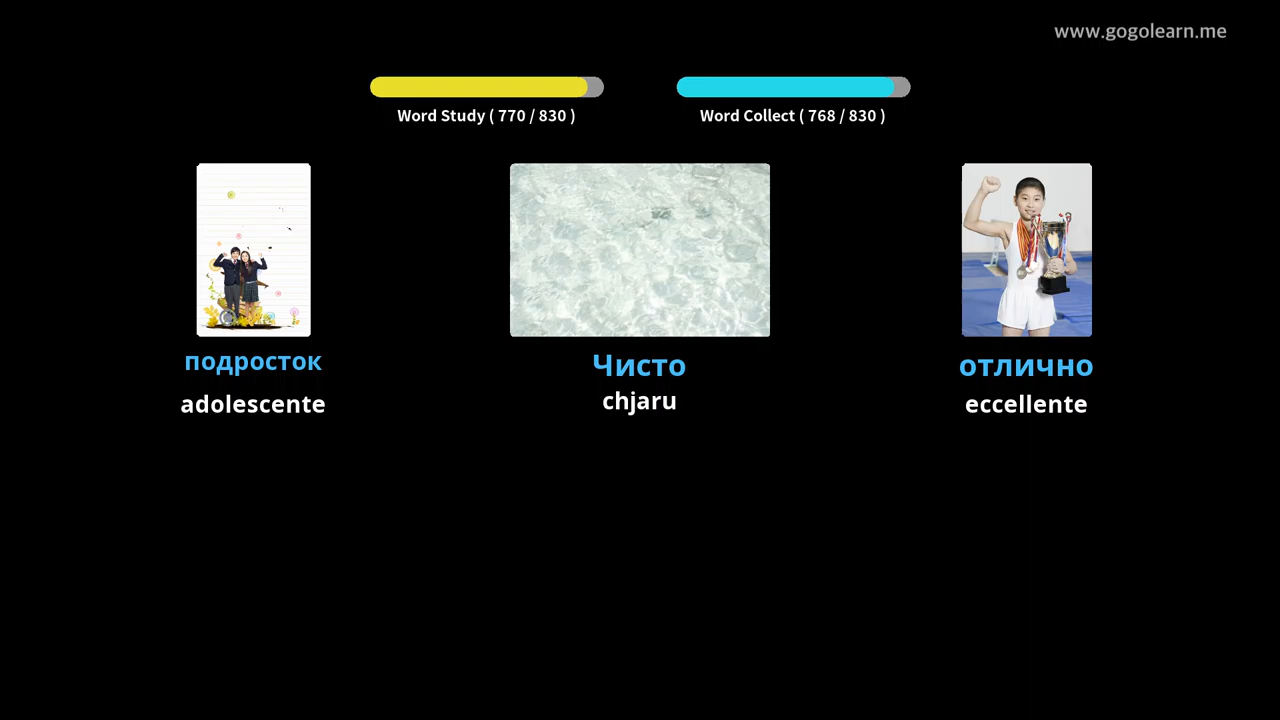 www.gogolearn.me
Word Study ( 770 / 830 )
Word Collect ( 768 / 830 )
подросток
Чисто
отлично
adolescente
chjaru
eccellente